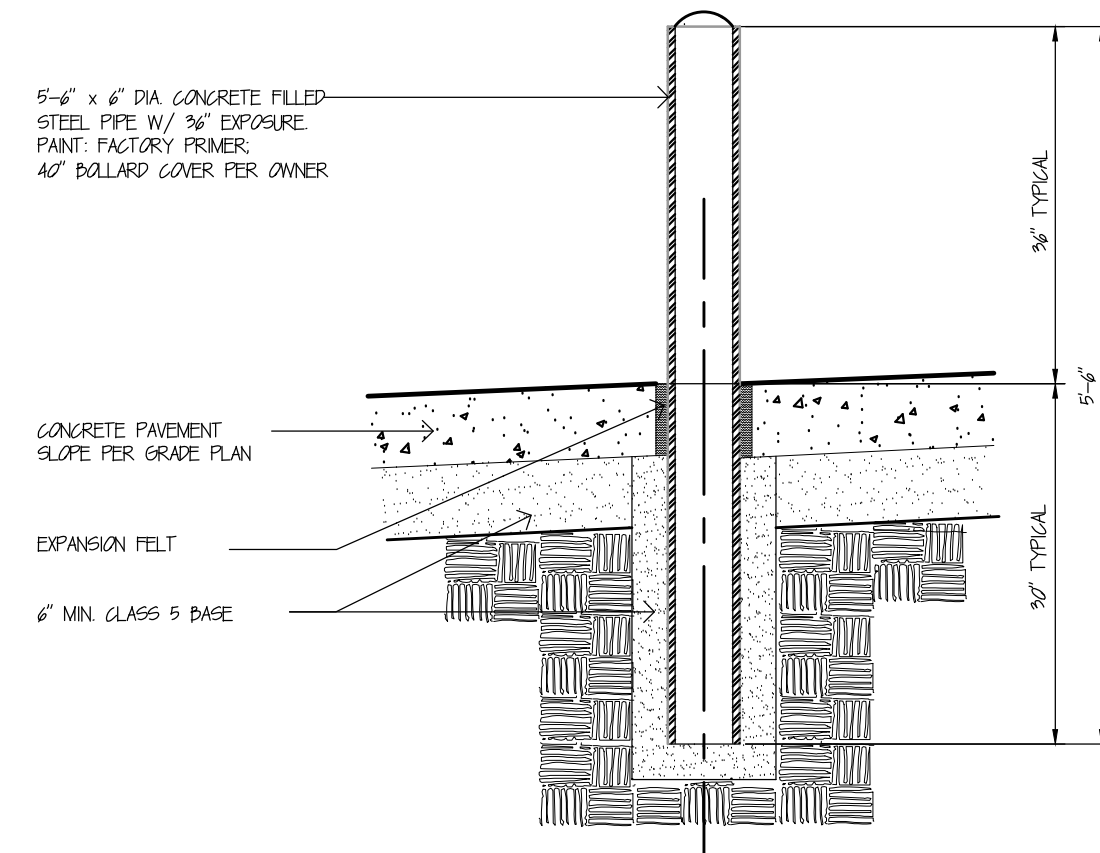 5'-6" x 6" DIA. CONCRETE FILLED
STEEL PIPE W/ 36" EXPOSURE.
PAINT: FACTORY PRIMER;
40" BOLLARD COVER PER OWNER
36" TYPICAL
5'-6"
CONCRETE PAVEMENT
SLOPE PER GRADE PLAN
EXPANSION FELT
30" TYPICAL
6" MIN. CLASS 5 BASE